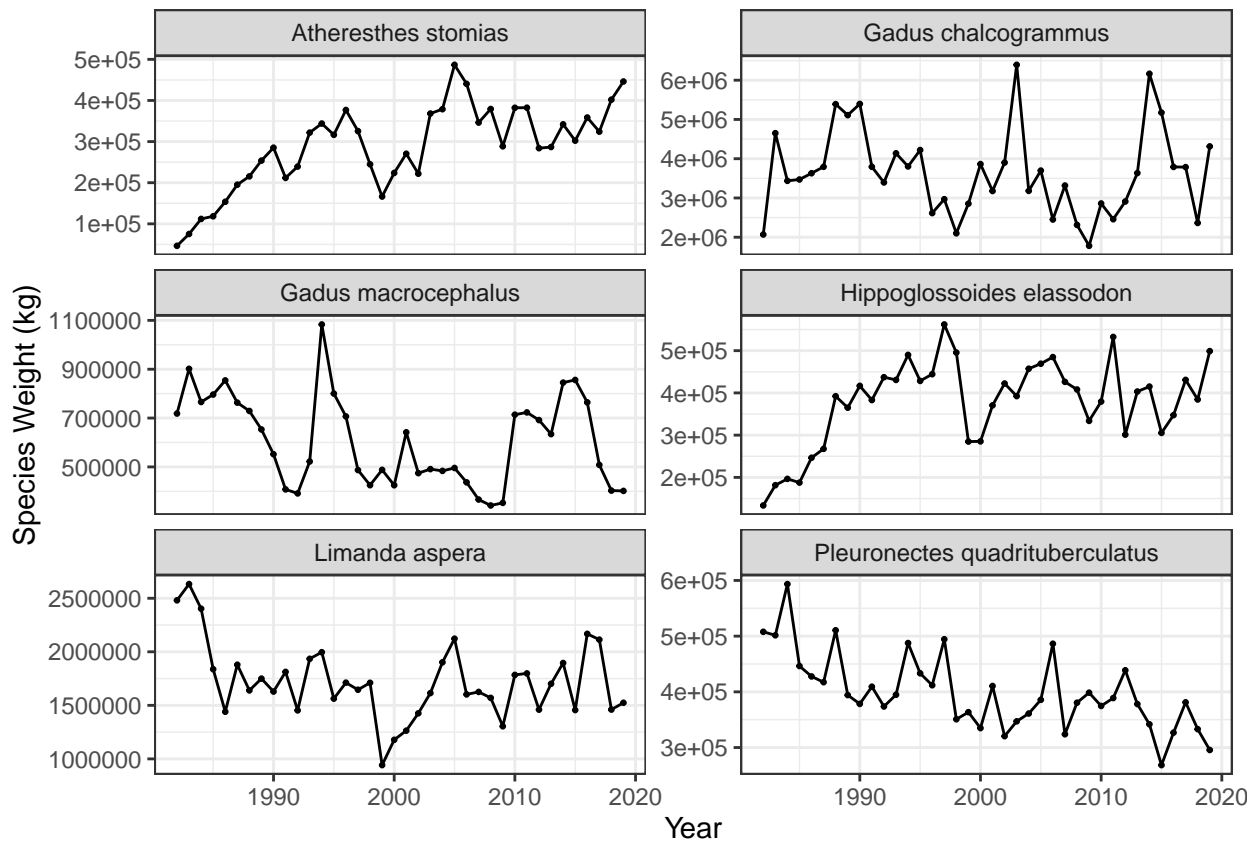 Atheresthes stomias
Gadus chalcogrammus
5e+05
4e+05
3e+05
2e+05
1e+05
6e+06
5e+06
4e+06
3e+06
2e+06
Gadus macrocephalus
Hippoglossoides elassodon
1100000
900000
700000
500000
5e+05
4e+05
3e+05
2e+05
Species Weight (kg)
Limanda aspera
Pleuronectes quadrituberculatus
2500000
2000000
1500000
1000000
6e+05
5e+05
4e+05
3e+05
1990 2000 2010 2020
1990 2000 2010 2020
Year